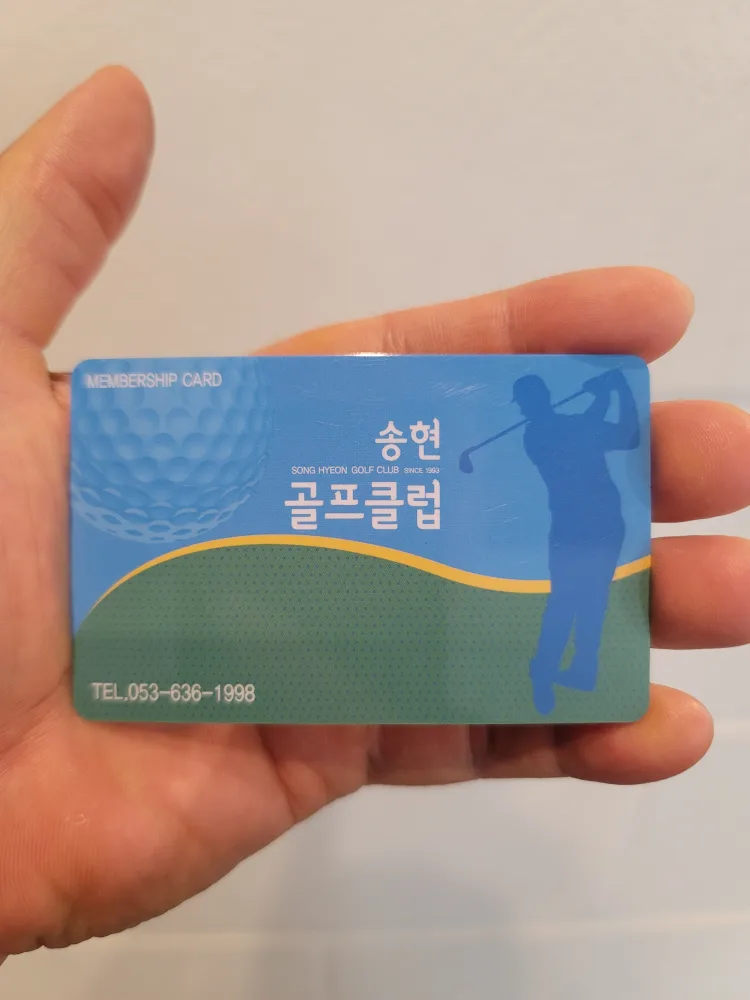 MEMBERSHIP CARD
송현
SONG HYEON GOLF CLUB SINCE 1993
골프클럽
TEL.053-636-1998